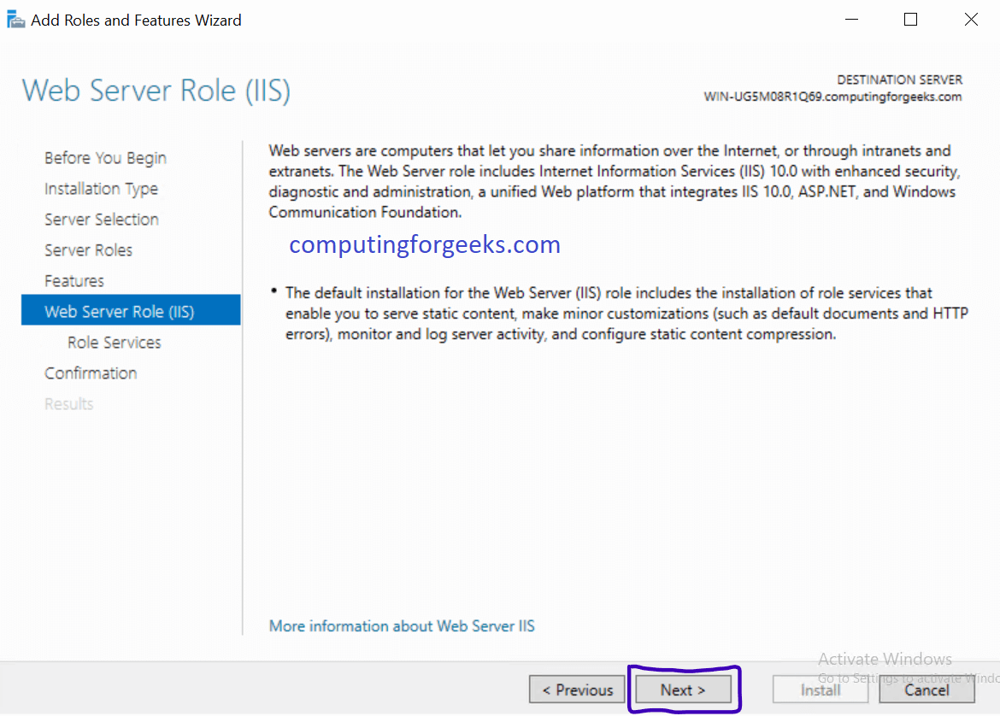 Add Roles and Features Wizard
Web Server Role (IIS)
DESTINATION SERVER
WIN-UG5M08R1Q69.computingforgeeks.com
Before You Begin
Installation Type
Server Selection
Server Roles
Features
Web Server Role (IIS)
Role Services
Confirmation
Results
Web servers are computers that let you share information over the Internet, or through intranets and
extranets. The Web Server role includes Internet Information Services (IIS) 10.0 with enhanced security,
diagnostic and administration, a unified Web platform that integrates IIS 10.0, ASP.NET, and Windows
Communication Foundation.
computingforgeeks.com
• The default installation for the Web Server (IIS) role includes the installation of role services that
enable you to serve static content, make minor customizations (such as default documents and HTTP
errors), monitor and log server activity, and configure static content compression.
More information about Web Server IIS
Activate Windows
Go to Settings to activate Windo
< Previous
Next >
Install
Cancel